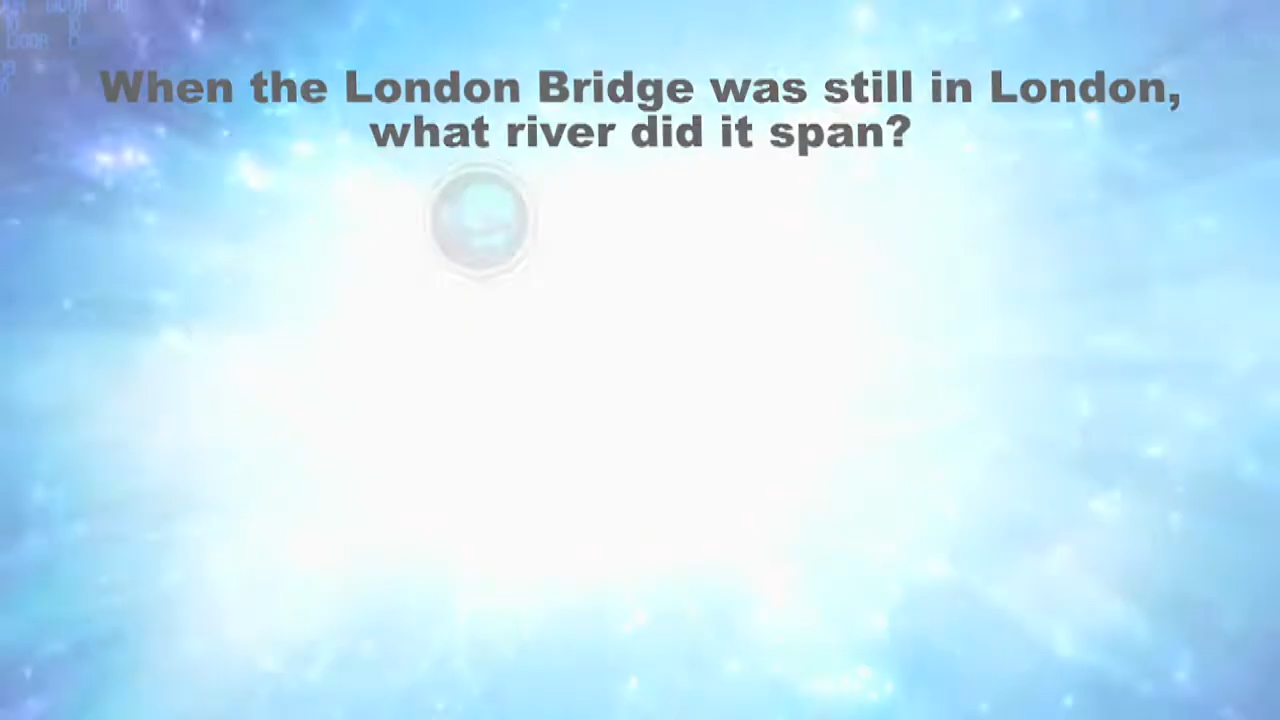 When the London Bridge was still in London,
what river did it span?